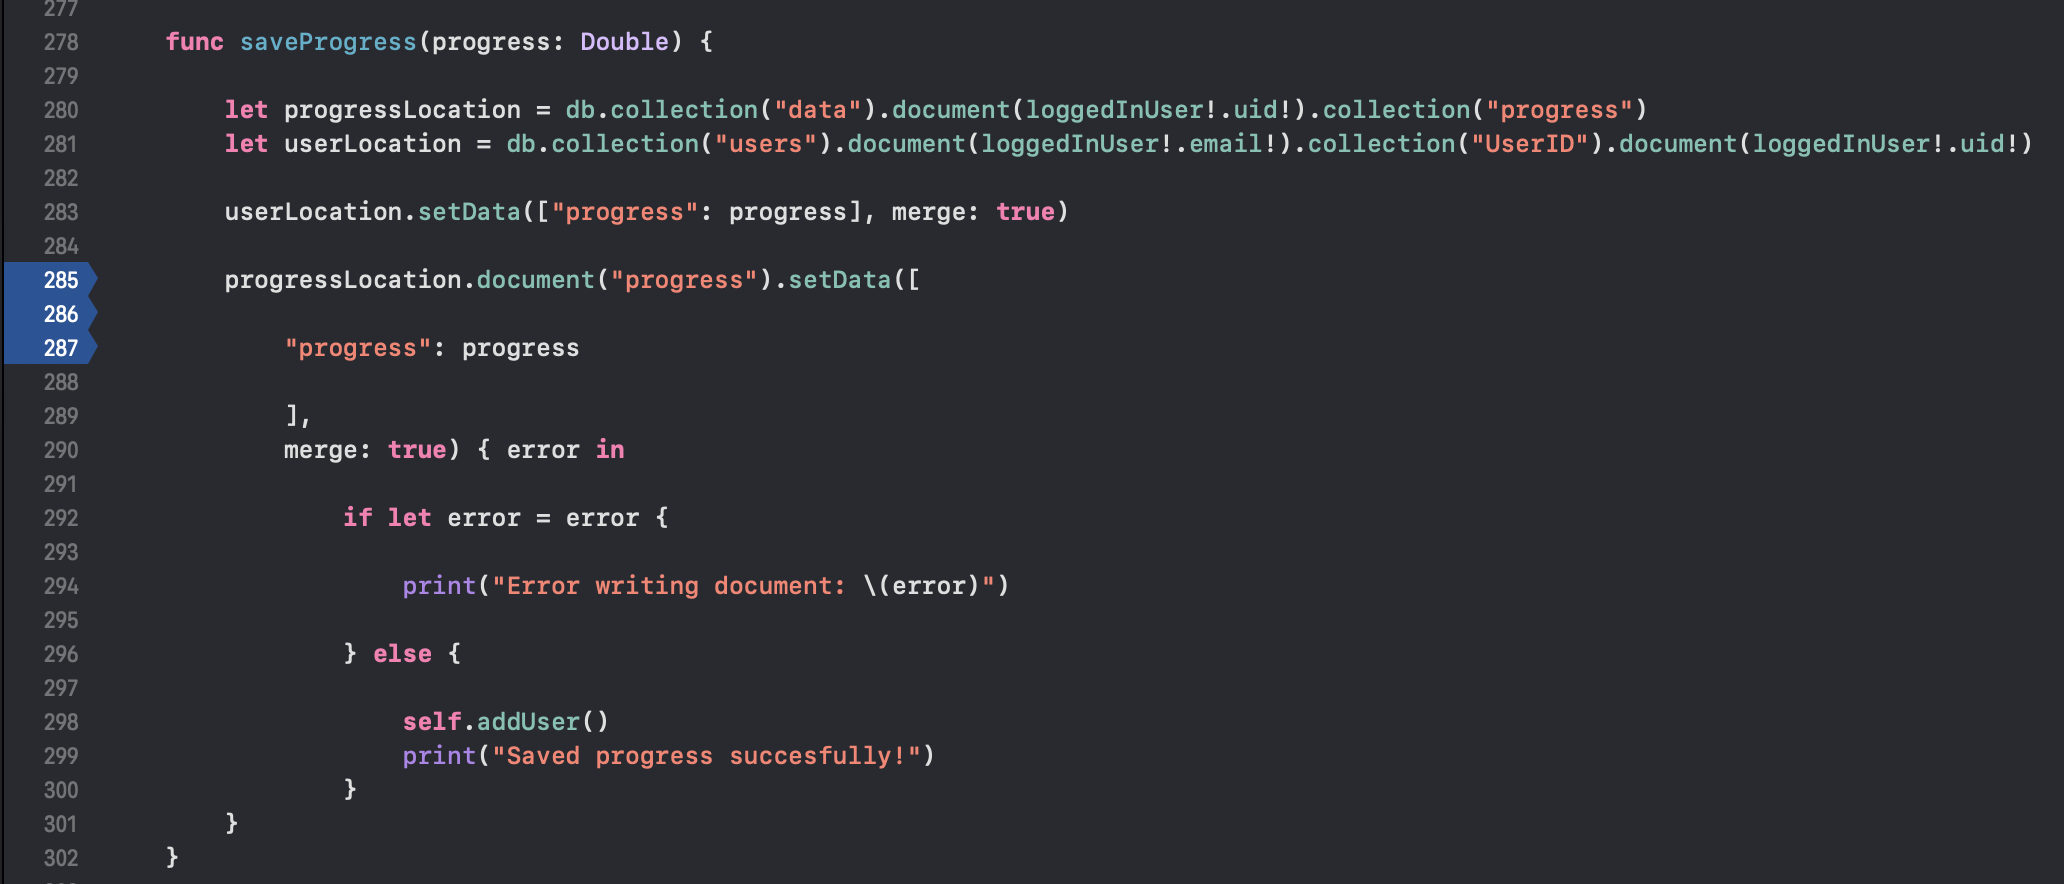 277
278 func saveProgress(progress: Double) {
279
280 let progressLocation = db.collection("data").document(loggedInUser!.uid!).collection("progress")
281 let userLocation = db.collection("users").document(loggedInUser!.email!).collection("UserID").document(loggedInUser!.uid!)
282
283 userLocation.setData(["progress": progress], merge: true)
284
285 progressLocation.document("progress").setData([
286
287 "progress": progress
288
289 ],
290 merge: true) { error in
291
292 if let error = error {
293
294 print("Error writing document: \(error)")
295
296 } else {
297
298 self.addUser()
299 print("Saved progress succesfully!")
300 }
301 }
302 }